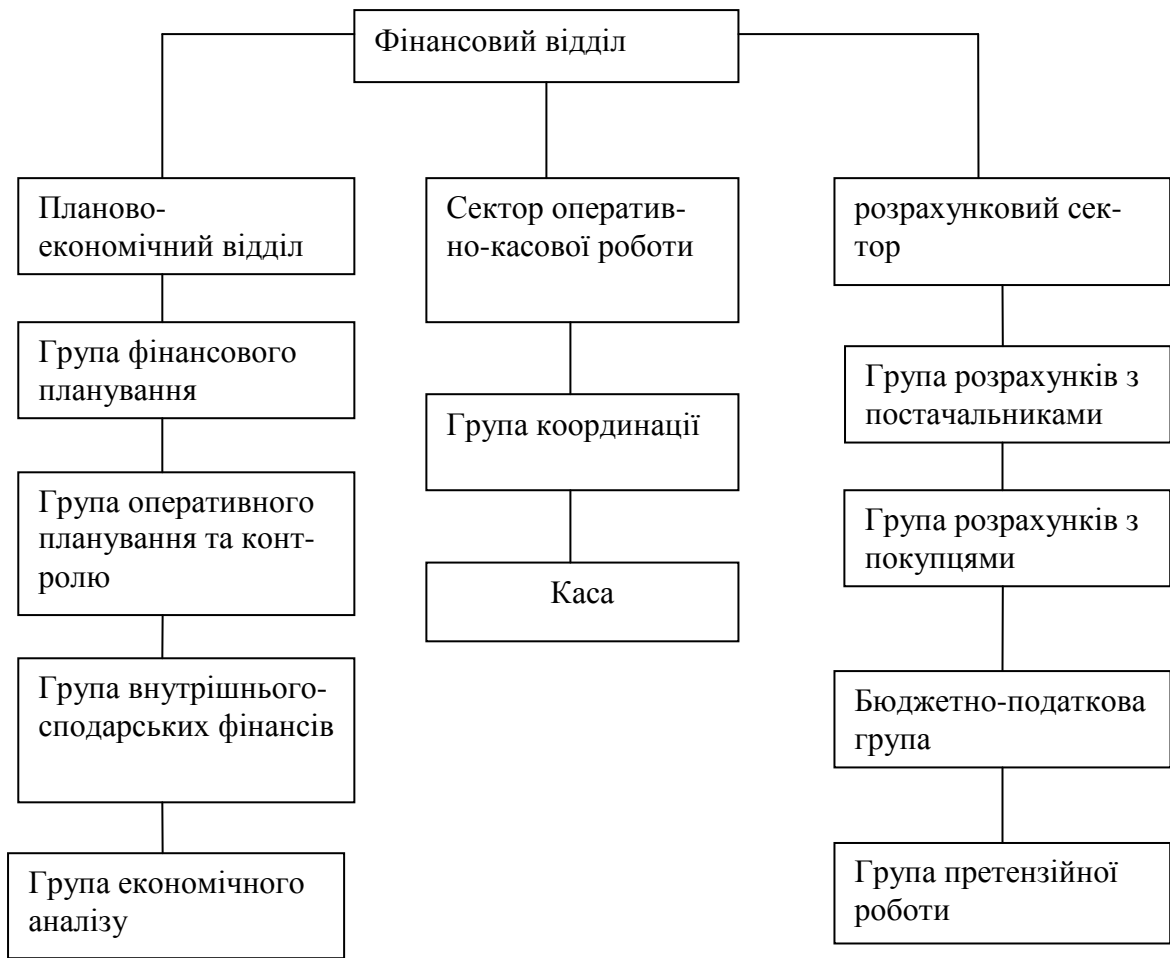 Фінансовий відділ
Планово-
економічний відділ
Група фінансового
планування
Група оперативного
планування та конт-
ролю
Група внутрішнього-
сподарських фінансів
Група економічного
аналізу
Сектор оператив-
но-касової роботи
Група координації
Каса
розрахунковий сек-
тор
Група розрахунків з
постачальниками
Група розрахунків з
покупцями
Бюджетно-податкова
група
Група претензійної
роботи